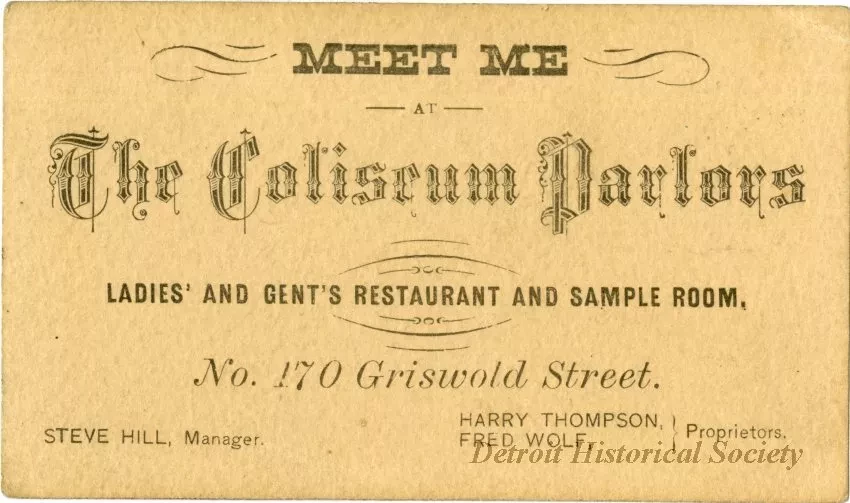 MEET ME
AT
The Coliseum Parlors
LADIES' AND GENT'S RESTAURANT AND SAMPLE ROOM.
No. 170 Griswold Street.
STEVE HILL, Manager.
HARRY THOMPSON,
FRED WOLF,
Proprietors.
Detroit Historical Society